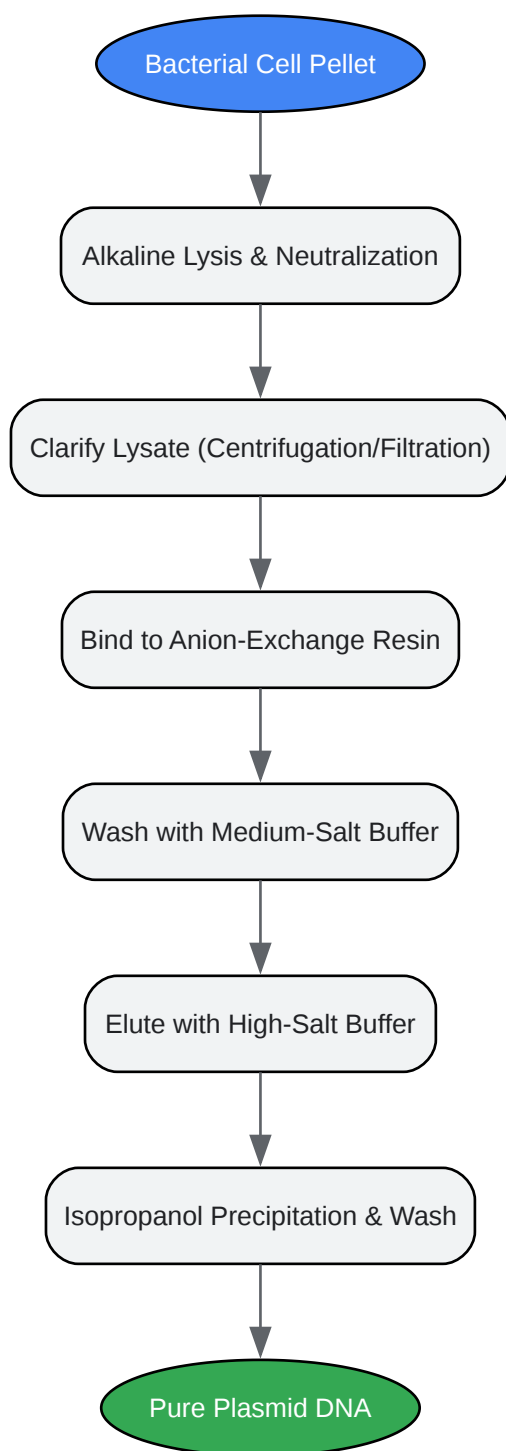 Bacterial Cell Pellet
Alkaline Lysis & Neutralization
Clarify Lysate (Centrifugation/Filtration)
Bind to Anion-Exchange Resin
Wash with Medium-Salt Buffer
Elute with High-Salt Buffer
Isopropanol Precipitation & Wash
Pure Plasmid DNA